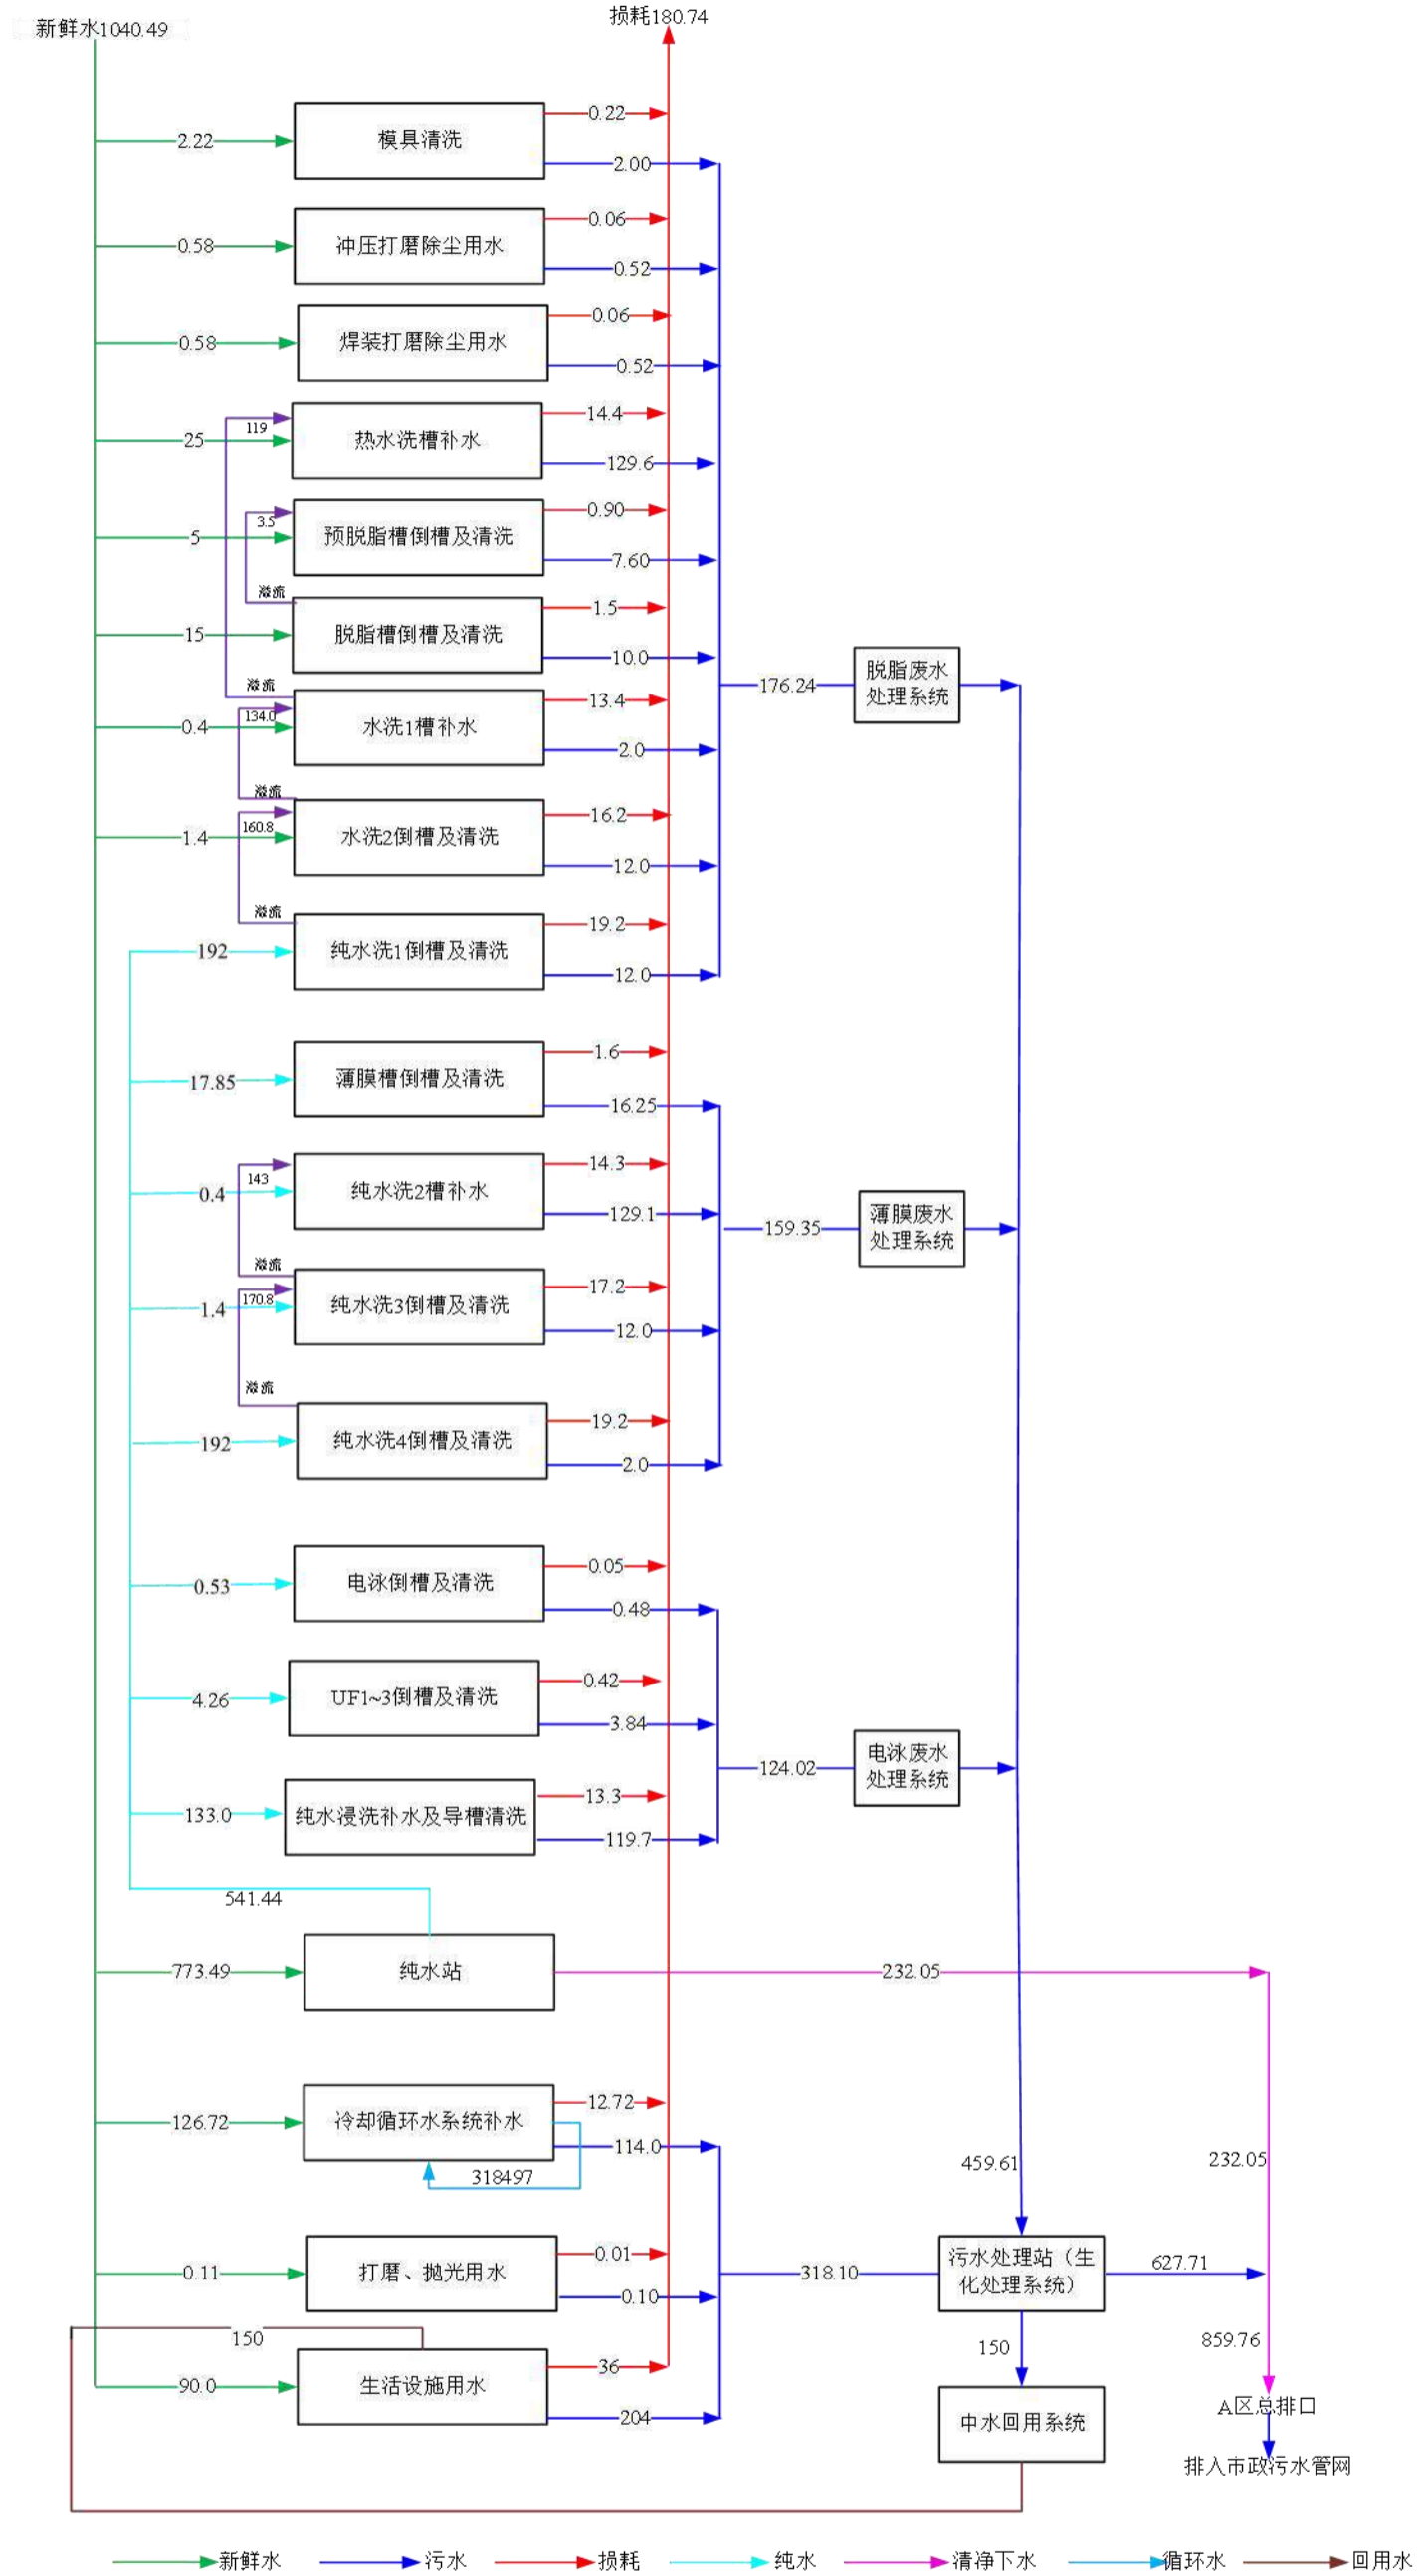 新鲜水1040.49
损耗180.74
2.22
模具清洗
0.22
2.00
0.58
冲压打磨除尘用水
0.06
0.52
0.58
焊装打磨除尘用水
0.06
0.52
119
25
热水洗槽补水
14.4
129.6
3.5
5
预脱脂槽倒槽及清洗
0.90
7.60
溢流
15
脱脂槽倒槽及清洗
1.5
10.0
176.24
脱脂废水
处理系统
溢流
134.0
0.4
水洗1槽补水
13.4
2.0
溢流
160.8
1.4
水洗2倒槽及清洗
16.2
12.0
溢流
192
纯水洗1倒槽及清洗
19.2
12.0
17.85
薄膜槽倒槽及清洗
1.6
16.25
143
0.4
纯水洗2槽补水
14.3
129.1
159.35
薄膜废水
处理系统
溢流
170.8
1.4
纯水洗3倒槽及清洗
17.2
12.0
溢流
192
纯水洗4倒槽及清洗
19.2
2.0
0.53
电泳倒槽及清洗
0.05
0.48
4.26
UF1~3倒槽及清洗
0.42
3.84
124.02
电泳废水
处理系统
133.0
纯水浸洗补水及导槽清洗
13.3
119.7
541.44
773.49
纯水站
232.05
126.72
冷却循环水系统补水
12.72
114.0
318497
459.61
232.05
0.11
打磨、抛光用水
0.01
0.10
318.10
污水处理站（生
化处理系统）
627.71
150
90.0
生活设施用水
36
204
150
859.76
中水回用系统
A区总排口
排入市政污水管网
新鲜水
污水
损耗
纯水
清净下水
循环水
回用水